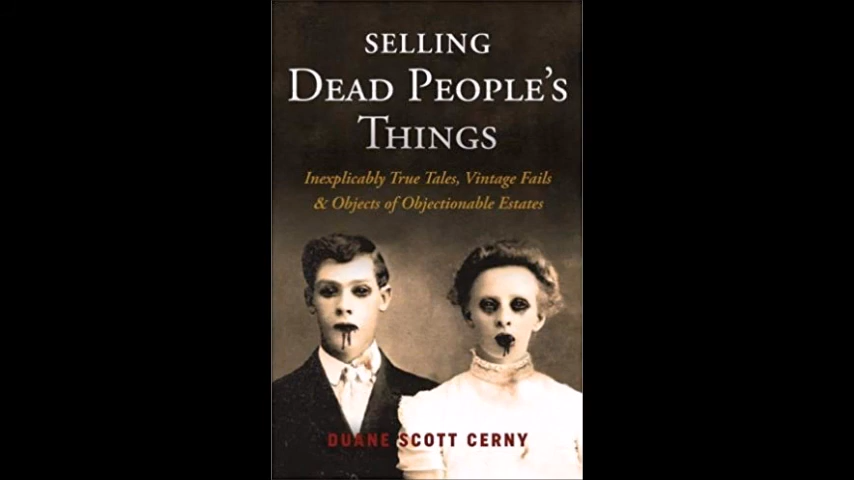 SELLING
DEAD PEOPLE'S
THINGS
Inexplicably True Tales, Vintage Fails
& Objects of Objectionable Estates
DUANE SCOTT CERNY